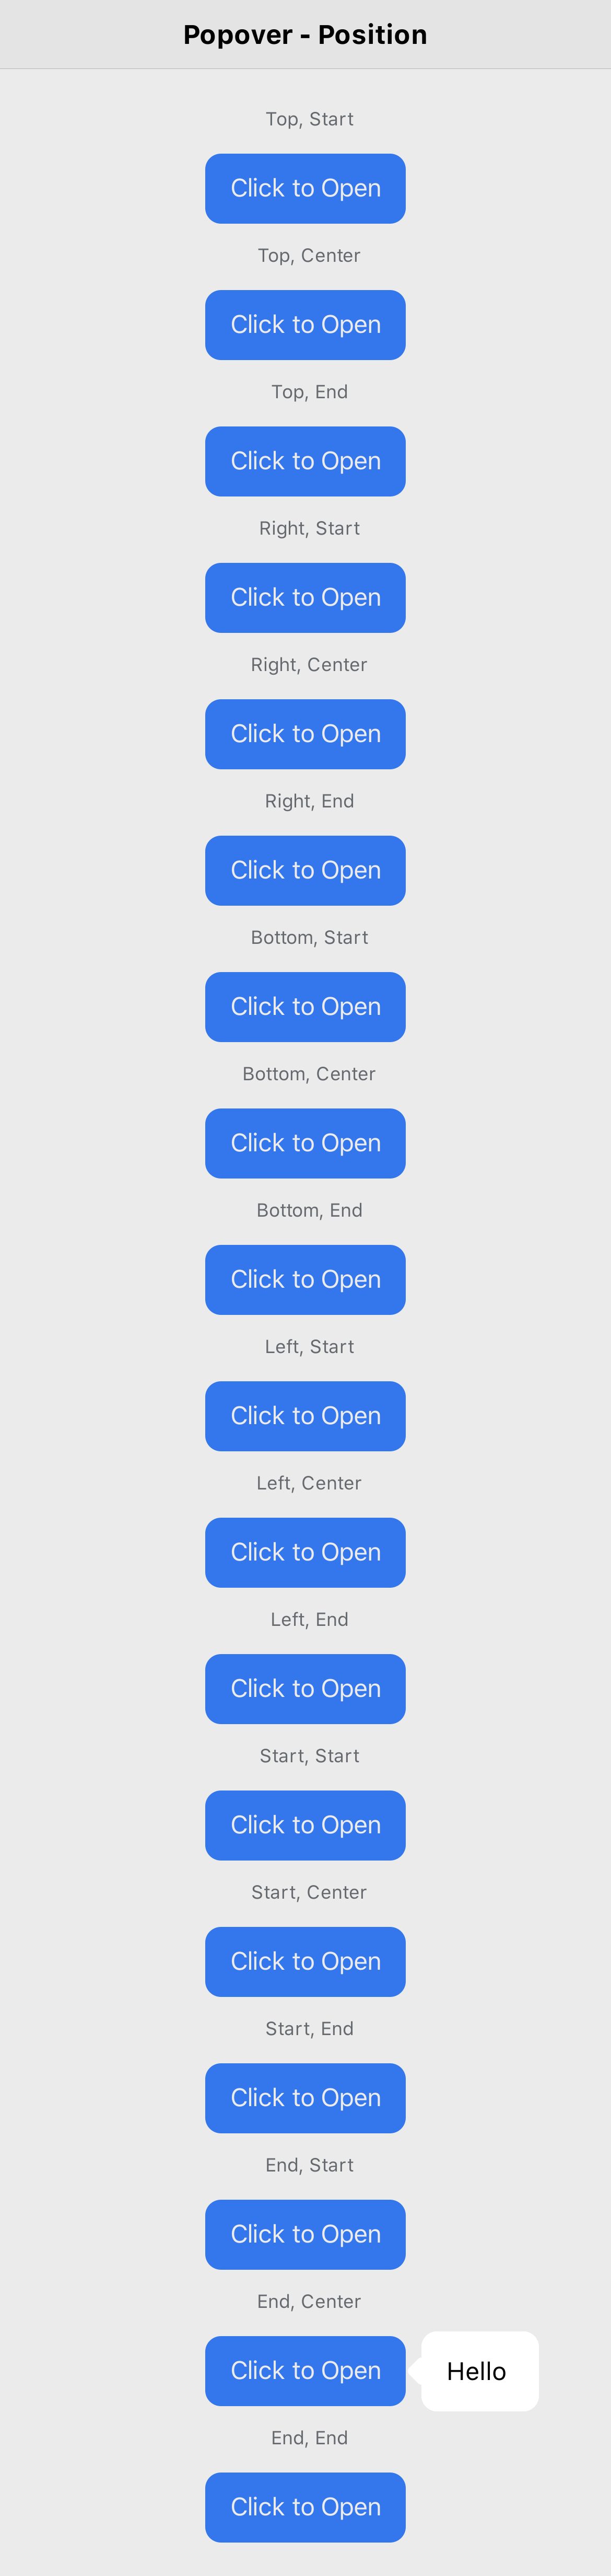 Popover - Position
Top, Start
Click to Open
Top, Center
Click to Open
Top, End
Click to Open
Right, Start
Click to Open
Right, Center
Click to Open
Right, End
Click to Open
Bottom, Start
Click to Open
Bottom, Center
Click to Open
Bottom, End
Click to Open
Left, Start
Click to Open
Left, Center
Click to Open
Left, End
Click to Open
Start, Start
Click to Open
Start, Center
Click to Open
Start, End
Click to Open
End, Start
Click to Open
End, Center
Click to Open
Hello
End, End
Click to Open